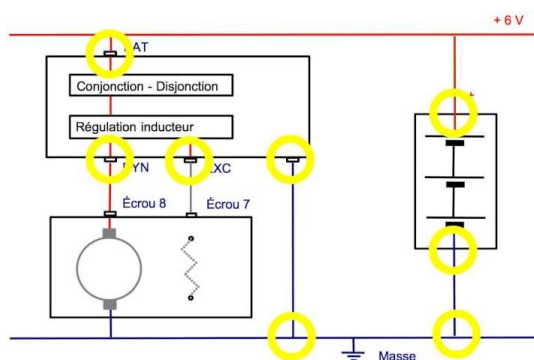 + 6 V
Conjonction - Disjonction
Régulation inducteur
Écrou 8
Écrou 7
Masse